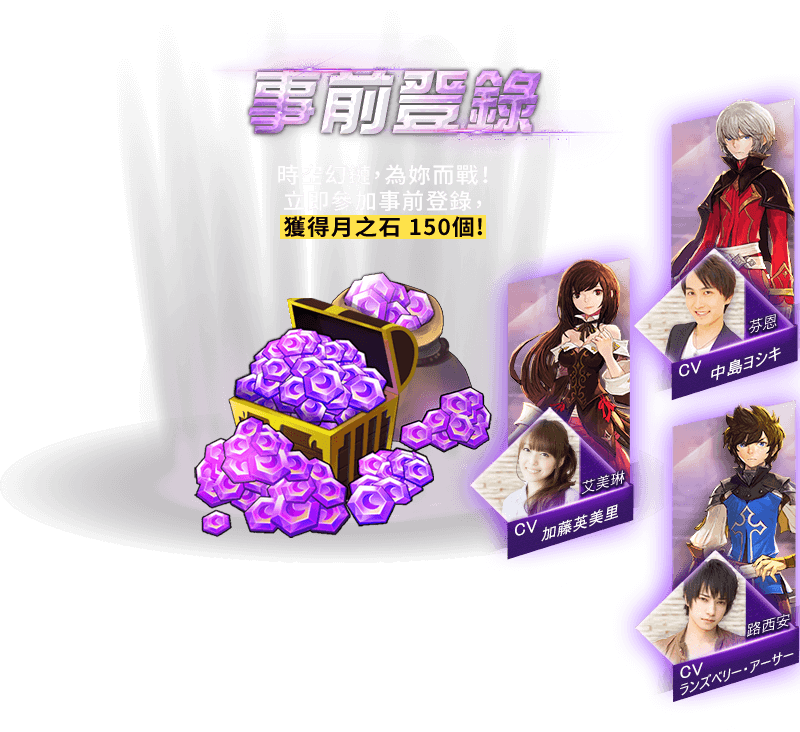 事前登錄
時空幻鏈，為妳而戰！
立即參加事前登錄，
獲得月之石 150個！
芬恩
CV 中島ヨシキ
艾美琳
CV 加藤英美里
路西安
CV
ランズベリー・アーサー